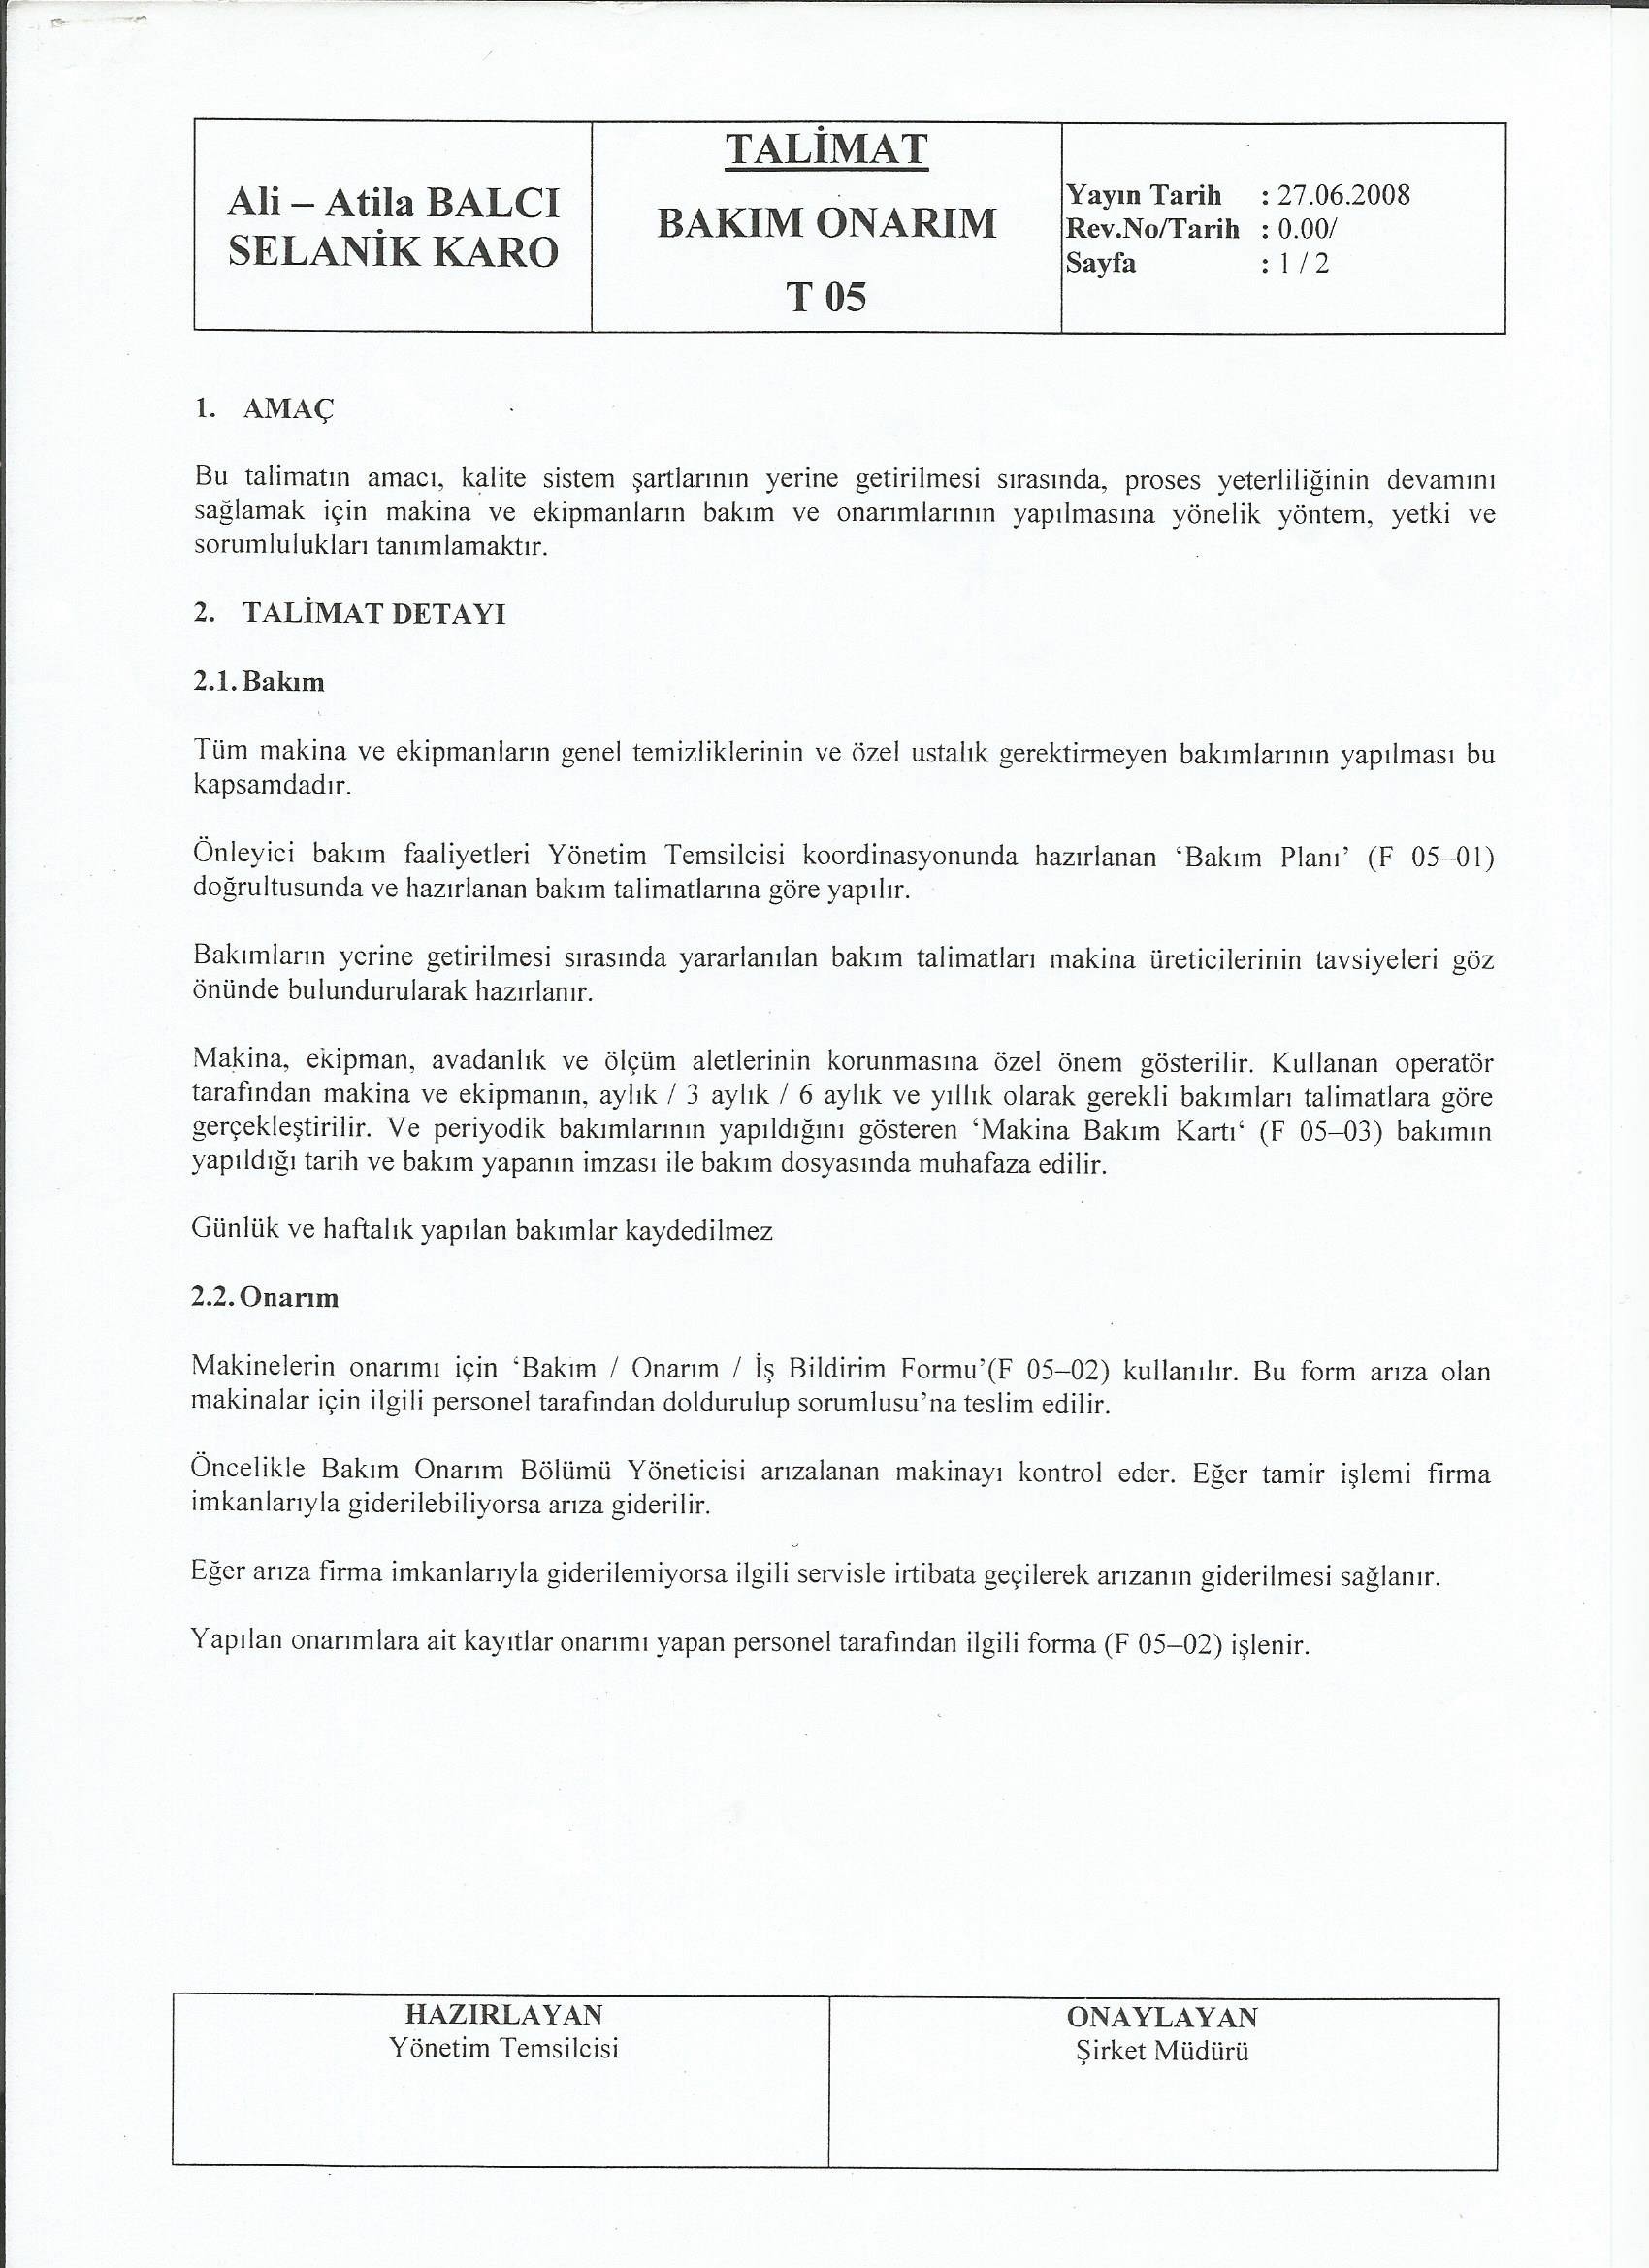 Ali – Atila BALCI
SELANİK KARO
TALİMAT
BAKIM ONARIM
T 05
Yayın Tarih : 27.06.2008
Rev.No/Tarih : 0.00/
Sayfa : 1 / 2
1. AMAÇ
Bu talimatın amacı, kalite sistem şartlarının yerine getirilmesi sırasında, proses yeterliliğinin devamını
sağlamak için makina ve ekipmanların bakım ve onarımlarının yapılmasına yönelik yöntem, yetki ve
sorumlulukları tanımlamaktır.
2. TALİMAT DETAYI
2.1. Bakım
Tüm makina ve ekipmanların genel temizliklerinin ve özel ustalık gerektirmeyen bakımlarının yapılması bu
kapsamdadır.
Önleyici bakım faaliyetleri Yönetim Temsilcisi koordinasyonunda hazırlanan ‘Bakım Planı’ (F 05–01)
doğrultusunda ve hazırlanan bakım talimatlarına göre yapılır.
Bakımların yerine getirilmesi sırasında yararlanılan bakım talimatları makina üreticilerinin tavsiyeleri göz
önünde bulundurularak hazırlanır.
Makina, ekipman, avadanlık ve ölçüm aletlerinin korunmasına özel önem gösterilir. Kullanan operatör
tarafından makina ve ekipmanın, aylık / 3 aylık / 6 aylık ve yıllık olarak gerekli bakımları talimatlara göre
gerçekleştirilir. Ve periyodik bakımlarının yapıldığını gösteren ‘Makina Bakım Kartı‘ (F 05–03) bakımın
yapıldığı tarih ve bakım yapanın imzası ile bakım dosyasında muhafaza edilir.
Günlük ve haftalık yapılan bakımlar kaydedilmez
2.2. Onarım
Makinelerin onarımı için ‘Bakım / Onarım / İş Bildirim Formu’(F 05–02) kullanılır. Bu form arıza olan
makinalar için ilgili personel tarafından doldurulup sorumlusu’na teslim edilir.
Öncelikle Bakım Onarım Bölümü Yöneticisi arızalanan makinayı kontrol eder. Eğer tamir işlemi firma
imkanlarıyla giderilebiliyorsa arıza giderilir.
Eğer arıza firma imkanlarıyla giderilemiyorsa ilgili servisle irtibata geçilerek arızanın giderilmesi sağlanır.
Yapılan onarımlara ait kayıtlar onarımı yapan personel tarafından ilgili forma (F 05–02) işlenir.
HAZIRLAYAN
Yönetim Temsilcisi
ONAYLAYAN
Şirket Müdürü